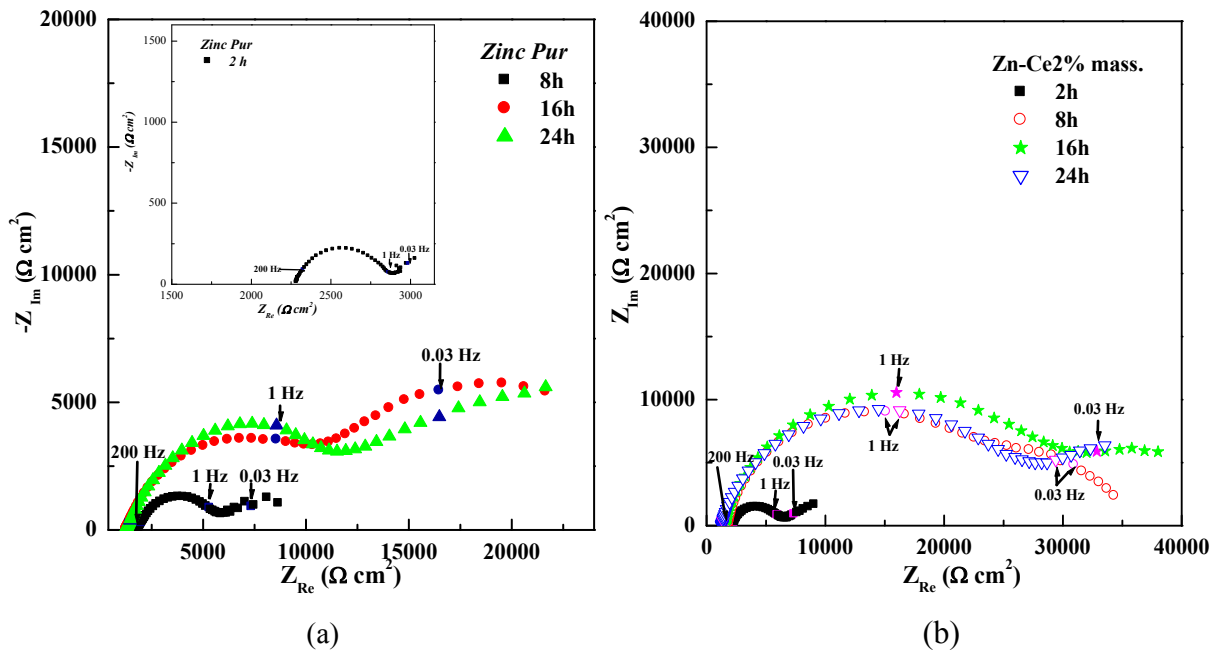 20000
15000
10000
5000
0
-Z Im (Ω cm²)
5000
10000
15000
20000
Z Re (Ω cm²)
Zinc Pur
8h
16h
24h
200 Hz
1 Hz
0.03 Hz
1 Hz
0.03 Hz
1500
1200
900
600
300
0
-Z Im (Ω cm²)
1500
2000
2500
3000
Z Re (Ω cm²)
Zinc Pur
2 h
200 Hz
1 Hz
0.03 Hz
(a)
40000
30000
20000
10000
0
Z Im (Ω cm²)
0
10000
20000
30000
40000
Z Re (Ω cm²)
Zn-Ce2% mass.
2h
8h
16h
24h
200 Hz
1 Hz
0.03 Hz
1 Hz
1 Hz
0.03 Hz
0.03 Hz
(b)